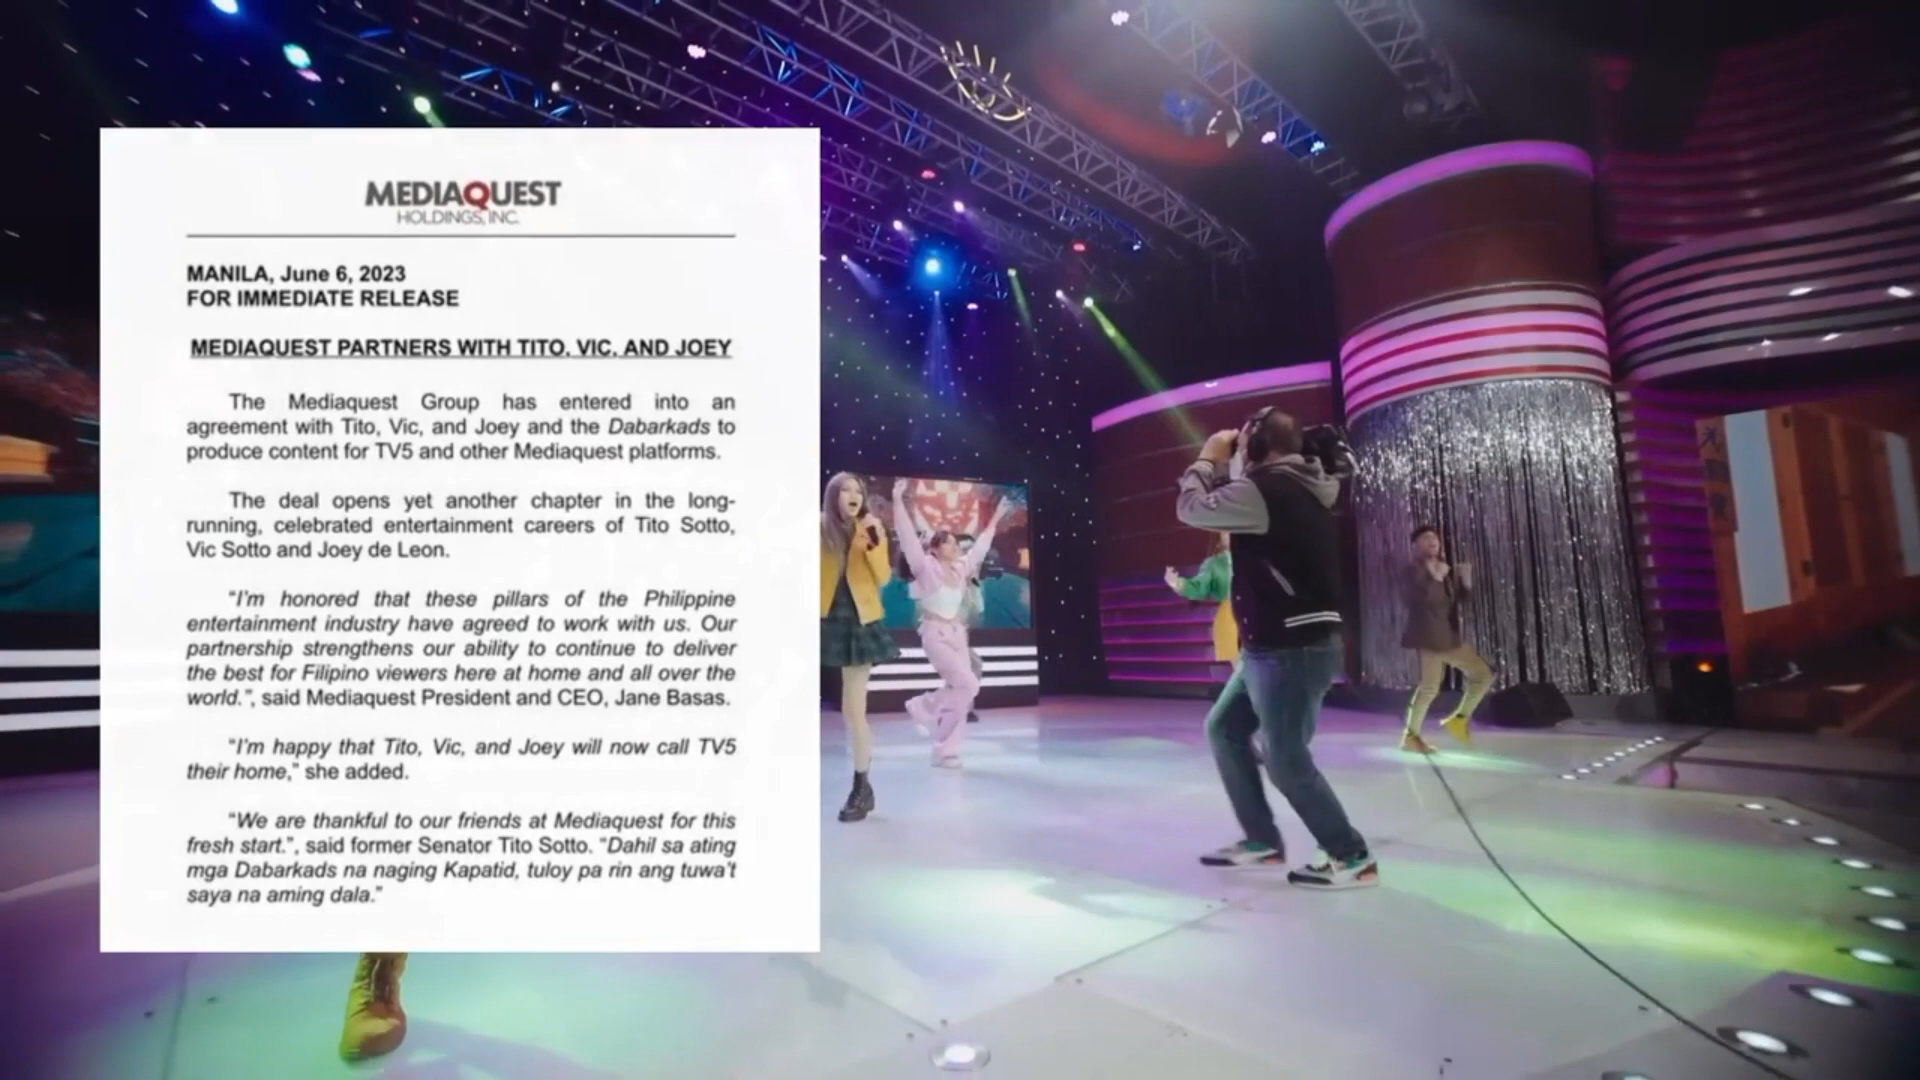 MEDIAQUEST
HOLDINGS, INC.
MANILA, June 6, 2023
FOR IMMEDIATE RELEASE
MEDIAQUEST PARTNERS WITH TITO, VIC, AND JOEY
The Mediaquest Group has entered into an
agreement with Tito, Vic, and Joey and the Dabarkads to
produce content for TV5 and other Mediaquest platforms.
The deal opens yet another chapter in the long-
running, celebrated entertainment careers of Tito Sotto,
Vic Sotto and Joey de Leon.
“I’m honored that these pillars of the Philippine
entertainment industry have agreed to work with us. Our
partnership strengthens our ability to continue to deliver
the best for Filipino viewers here at home and all over the
world.”, said Mediaquest President and CEO, Jane Basas.
“I’m happy that Tito, Vic, and Joey will now call TV5
their home,” she added.
“We are thankful to our friends at Mediaquest for this
fresh start.”, said former Senator Tito Sotto. “Dahil sa ating
mga Dabarkads na naging Kapatid, tuloy pa rin ang tuwa’t
saya na aming dala.”